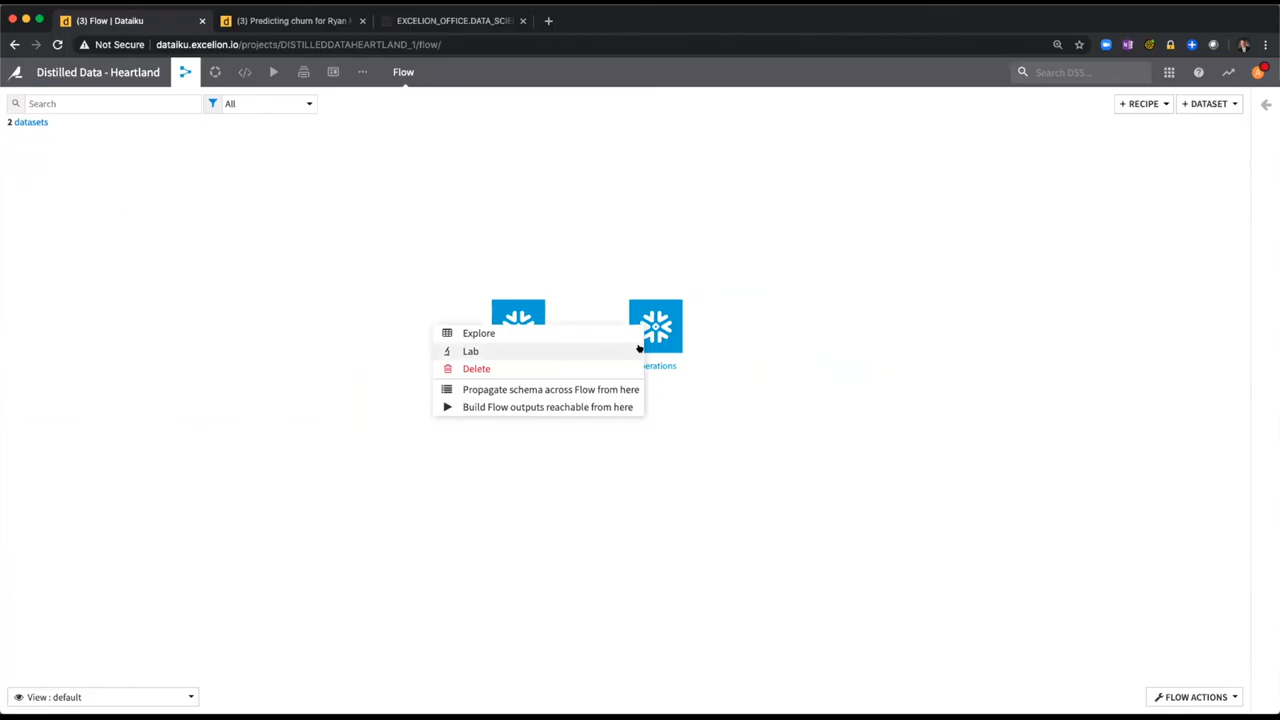 (3) Flow | Dataiku
(3) Predicting churn for Ryan
EXCELION_OFFICE.DATA_SCIE
Not Secure
dataiku.excelion.io/projects/DISTILLEDDATAHEARTLAND_1/flow/
Distilled Data - Heartland
Flow
Search DSS...
Search
All
+ RECIPE
+ DATASET
2 datasets
Explore
Lab
Delete
Propagate schema across Flow from here
Build Flow outputs reachable from here
View : default
FLOW ACTIONS